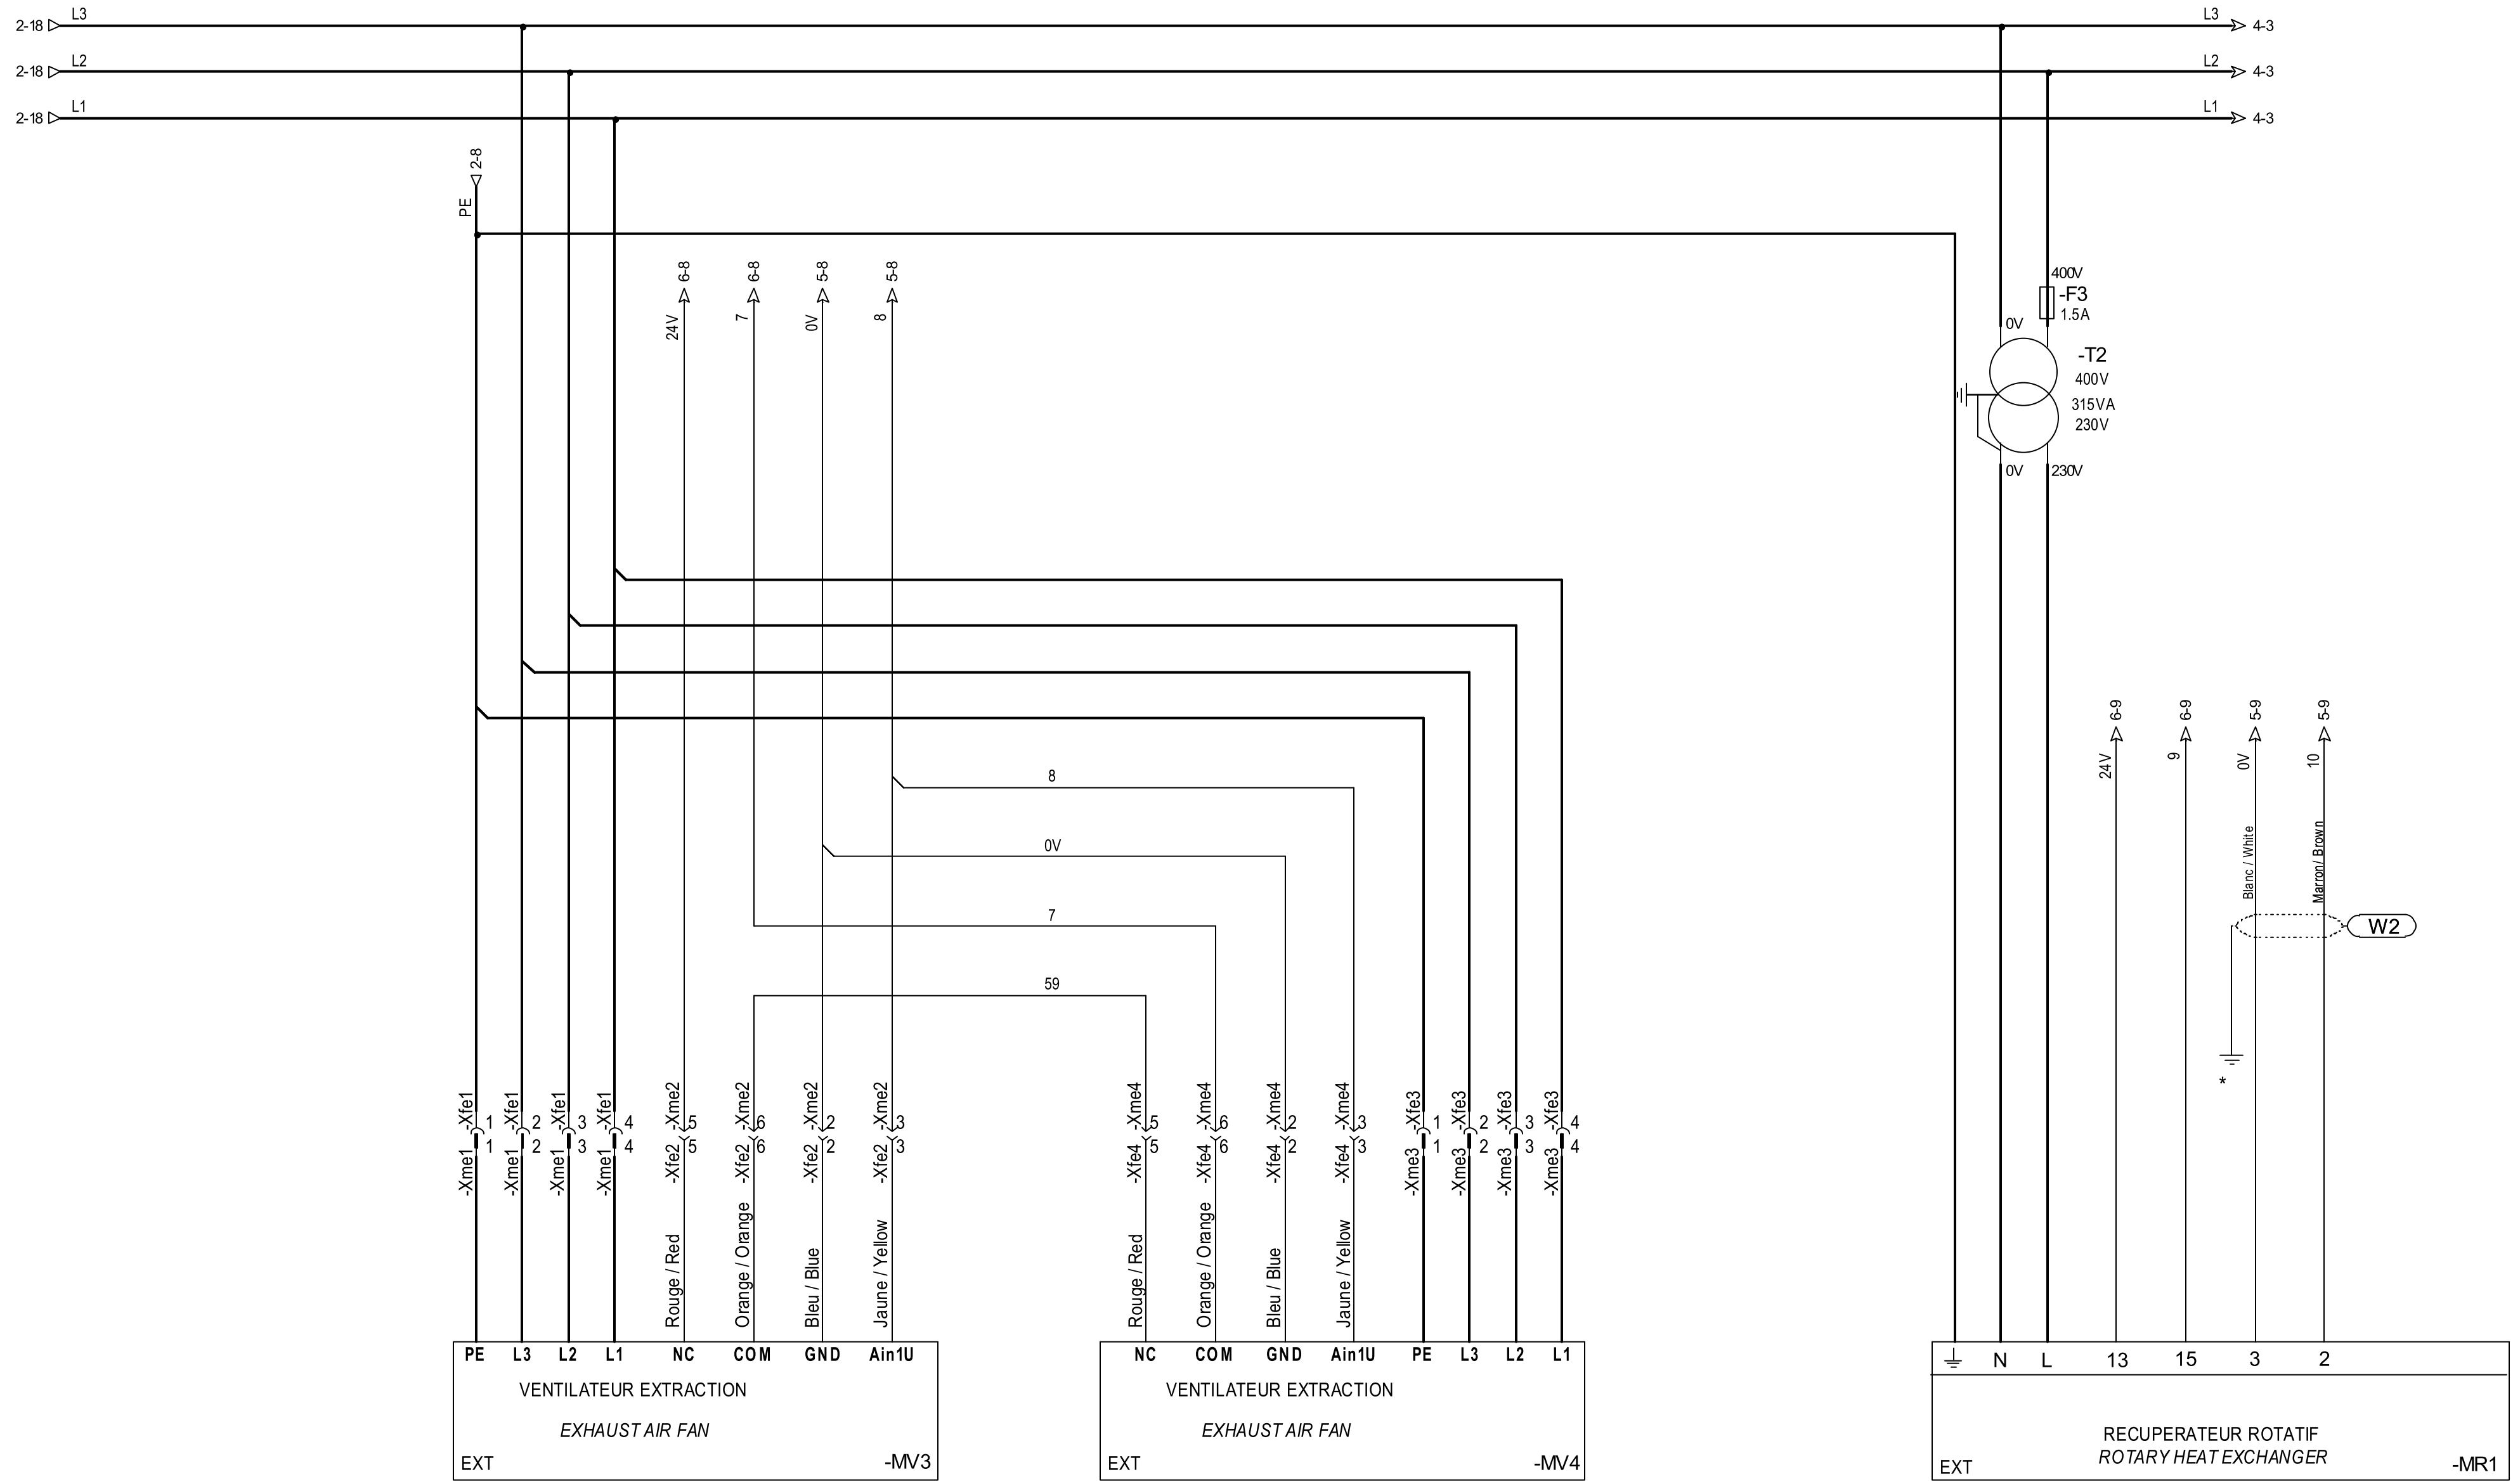 2-18 L3 L3 4-3
2-18 L2 L2 4-3
2-18 L1 L1 4-3
2-8
PE
6-8 6-8 5-8 5-8
24V 7 0V 8
400V
-F3
1.5A
0V
-T2
400V
315VA
230V
0V 230V
6-9 6-9 5-9 5-9
24V 9 0V 10
8
0V
Blanc / White Marron/ Brown
7
W2
59
*
-Xfe1 -Xfe1 -Xfe1 -Xfe1 -Xme2 -Xme2 -Xme2 -Xme2 -Xme4 -Xme4 -Xme4 -Xme4 -Xfe3 -Xfe3 -Xfe3 -Xfe3
1 2 3 4 5 6 2 3 5 6 2 3 1 2 3 4
1 2 3 4 5 6 2 3 5 6 2 3 1 2 3 4
-Xme1 -Xme1 -Xme1 -Xme1 -Xfe2 -Xfe2 -Xfe2 -Xfe2 -Xfe4 -Xfe4 -Xfe4 -Xfe4 -Xme3 -Xme3 -Xme3 -Xme3
Rouge / Red Orange / Orange Bleu / Blue Jaune / Yellow Rouge / Red Orange / Orange Bleu / Blue Jaune / Yellow
PE L3 L2 L1 NC COM GND Ain1U
VENTILATEUR EXTRACTION
EXHAUST AIR FAN
EXT -MV3
NC COM GND Ain1U PE L3 L2 L1
VENTILATEUR EXTRACTION
EXHAUST AIR FAN
EXT -MV4
N L 13 15 3 2
RECUPERATEUR ROTATIF
ROTARY HEAT EXCHANGER
EXT -MR1